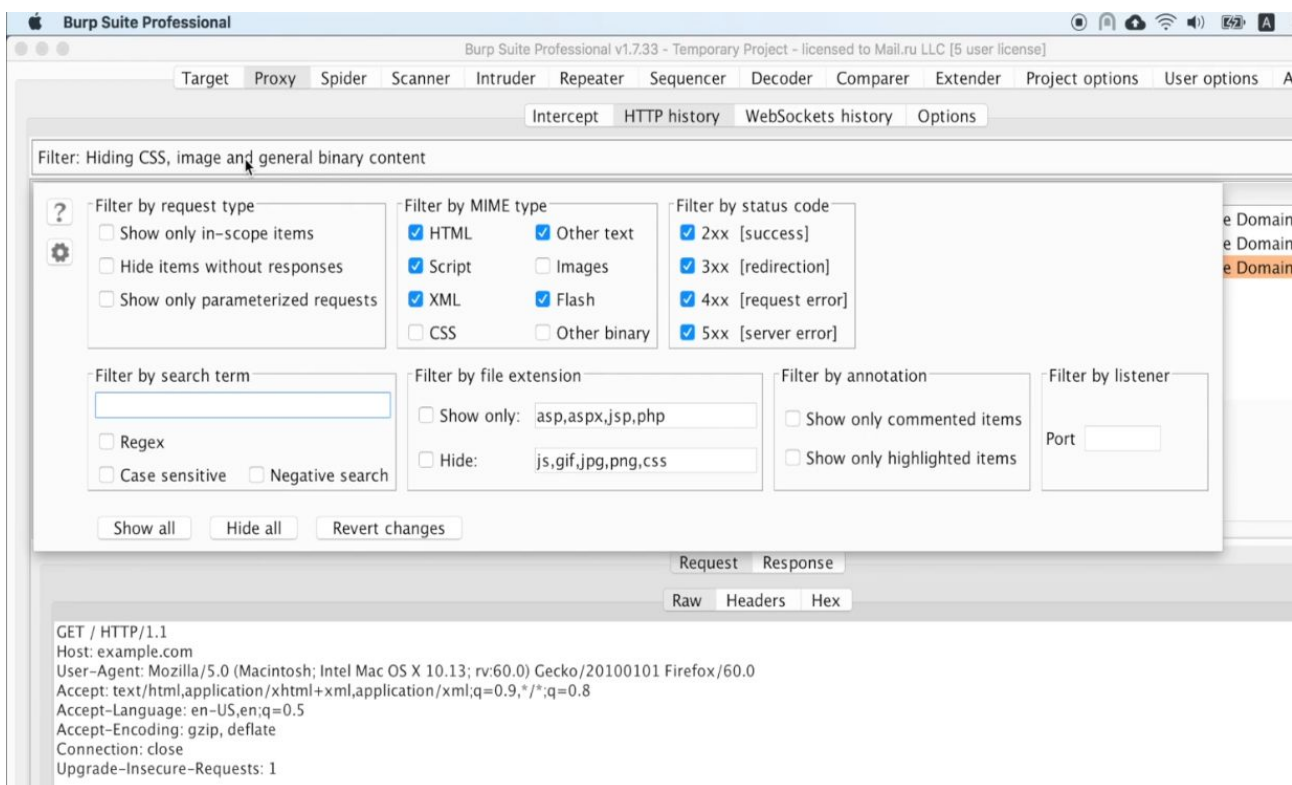 Burp Suite Professional
A
Burp Suite Professional v1.7.33 - Temporary Project - licensed to Mail.ru LLC [5 user license]
Target Proxy Spider Scanner Intruder Repeater Sequencer Decoder Comparer Extender Project options User options A
Intercept HTTP history WebSockets history Options
Filter: Hiding CSS, image and general binary content
? Filter by request type Filter by MIME type Filter by status code
Show only in-scope items HTML Other text 2xx [success]
Hide items without responses Script Images 3xx [redirection]
Show only parameterized requests XML Flash 4xx [request error]
CSS Other binary 5xx [server error]
e Domain
e Domain
e Domain
Filter by search term Filter by file extension Filter by annotation Filter by listener
Show only: asp,aspx,jsp,php Show only commented items
Regex Port
Hide: js,gif,jpg,png,css Show only highlighted items
Case sensitive Negative search
Show all Hide all Revert changes
Request Response
Raw Headers Hex
GET / HTTP/1.1
Host: example.com
User-Agent: Mozilla/5.0 (Macintosh; Intel Mac OS X 10.13; rv:60.0) Gecko/20100101 Firefox/60.0
Accept: text/html,application/xhtml+xml,application/xml;q=0.9,*/*;q=0.8
Accept-Language: en-US,en;q=0.5
Accept-Encoding: gzip, deflate
Connection: close
Upgrade-Insecure-Requests: 1